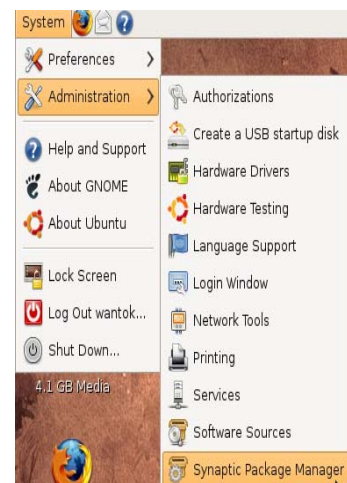 System
Preferences
Administration
Help and Support
About GNOME
About Ubuntu
Lock Screen
Log Out wantok...
Shut Down...
4.1 GB Media
Authorizations
Create a USB startup disk
Hardware Drivers
Hardware Testing
Language Support
Login Window
Network Tools
Printing
Services
Software Sources
Synaptic Package Manager